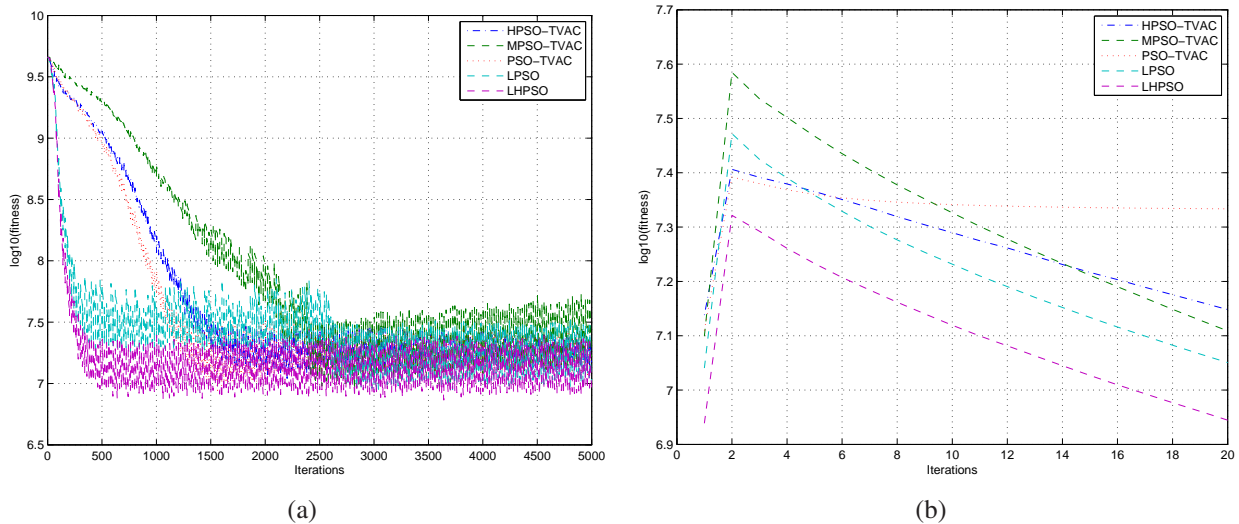 10
9.5
9
8.5
8
7.5
7
6.5
log10(fitness)
0
500
1000
1500
2000
2500
3000
3500
4000
4500
5000
Iterations
HPSO−TVAC
MPSO−TVAC
PSO−TVAC
LPSO
LHPSO
(a)
7.7
7.6
7.5
7.4
7.3
7.2
7.1
7
6.9
log10(fitness)
0
2
4
6
8
10
12
14
16
18
20
Iterations
HPSO−TVAC
MPSO−TVAC
PSO−TVAC
LPSO
LHPSO
(b)